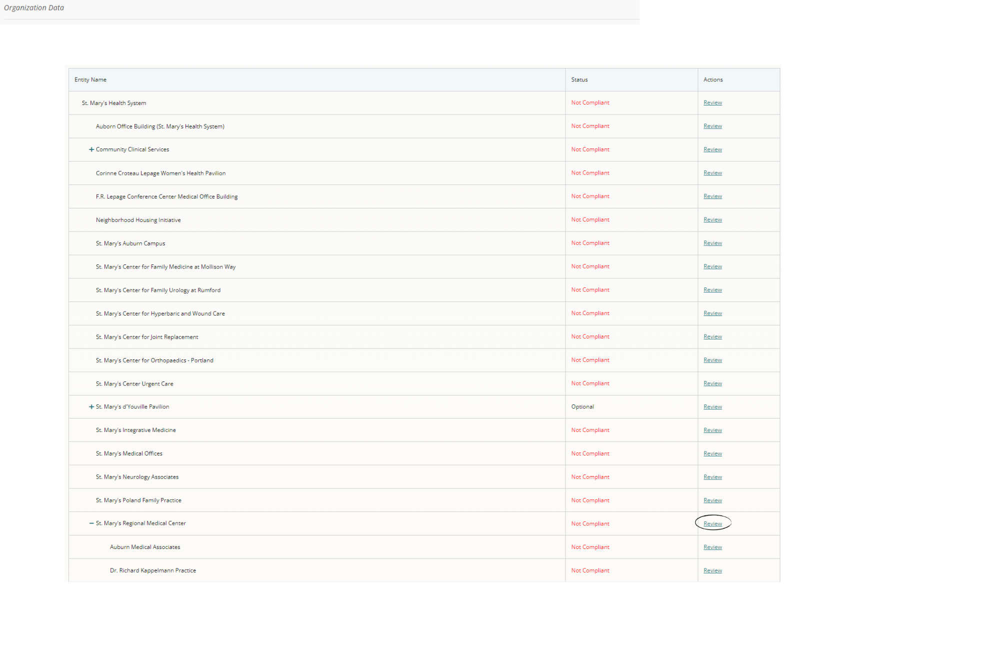 Organization Data
Entity Name Status Actions
St. Mary's Health System Not Compliant Review
Auborn Office Building (St. Mary's Health System) Not Compliant Review
+ Community Clinical Services Not Compliant Review
Corinne Croteau Lepage Women's Health Pavilion Not Compliant Review
F.R. Lepage Conference Center Medical Office Building Not Compliant Review
Neighborhood Housing Initiative Not Compliant Review
St. Mary's Auburn Campus Not Compliant Review
St. Mary's Center for Family Medicine at Mollison Way Not Compliant Review
St. Mary's Center for Family Urology at Rumford Not Compliant Review
St. Mary's Center for Hyperbaric and Wound Care Not Compliant Review
St. Mary's Center for Joint Replacement Not Compliant Review
St. Mary's Center for Orthopaedics - Portland Not Compliant Review
St. Mary's Center Urgent Care Not Compliant Review
+ St. Mary's d'Youville Pavilion Optional Review
St. Mary's Integrative Medicine Not Compliant Review
St. Mary's Medical Offices Not Compliant Review
St. Mary's Neurology Associates Not Compliant Review
St. Mary's Poland Family Practice Not Compliant Review
− St. Mary's Regional Medical Center Not Compliant Review
Auburn Medical Associates Not Compliant Review
Dr. Richard Kappelmann Practice Not Compliant Review